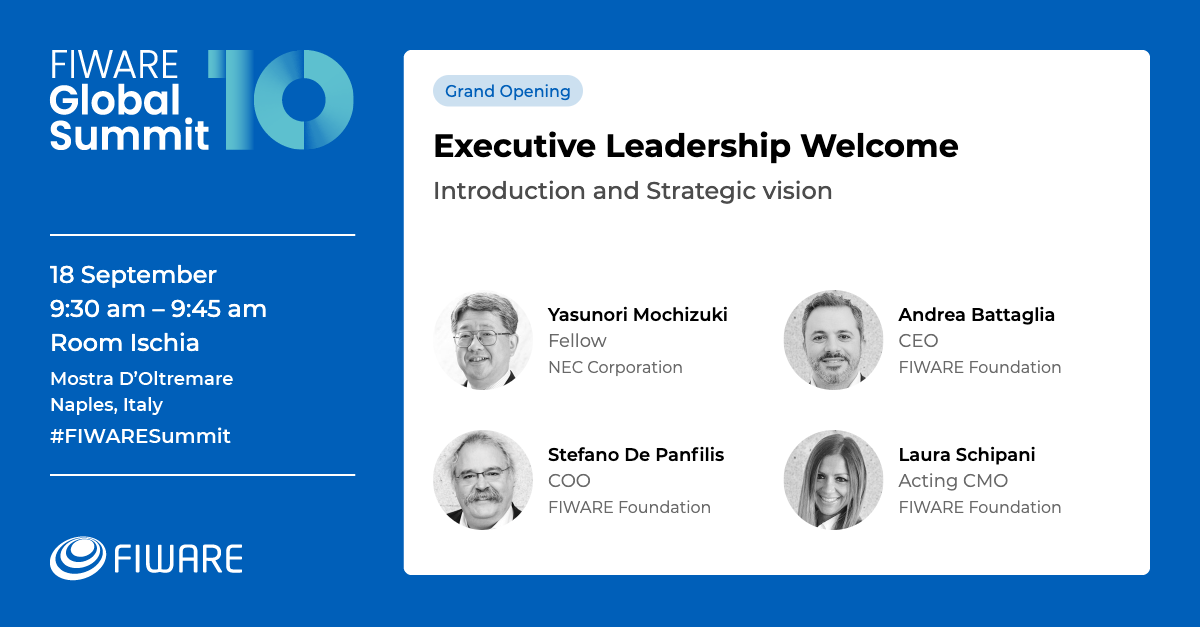 FIWARE
Global
Summit
10
18 September
9:30 am – 9:45 am
Room Ischia
Mostra D’Oltremare
Naples, Italy
#FIWARESummit
FIWARE
Grand Opening
Executive Leadership Welcome
Introduction and Strategic vision
Yasunori Mochizuki
Fellow
NEC Corporation
Andrea Battaglia
CEO
FIWARE Foundation
Stefano De Panfilis
COO
FIWARE Foundation
Laura Schipani
Acting CMO
FIWARE Foundation